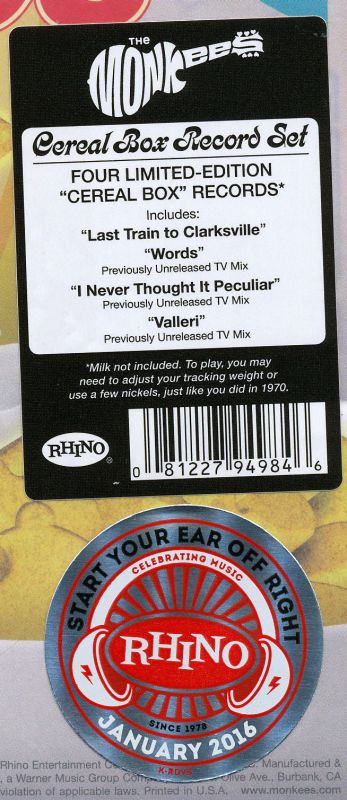 THE
MONKEES
Cereal Box Record Set
FOUR LIMITED-EDITION
“CEREAL BOX” RECORDS*
Includes:
“Last Train to Clarksville”
“Words”
Previously Unreleased TV Mix
“I Never Thought It Peculiar”
Previously Unreleased TV Mix
“Valleri”
Previously Unreleased TV Mix
*Milk not included. To play, you may
need to adjust your tracking weight or
use a few nickels, just like you did in 1970.
RHINO®
0 81227 94984 6
START YOUR EAR OFF RIGHT
CELEBRATING MUSIC
RHINO
SINCE 1978
JANUARY 2016
Rhino Entertainment Manufactured &
, a Warner Music Group Olive Ave., Burbank, CA
violation of applicable laws. Printed in U.S.A. www.monkees.com